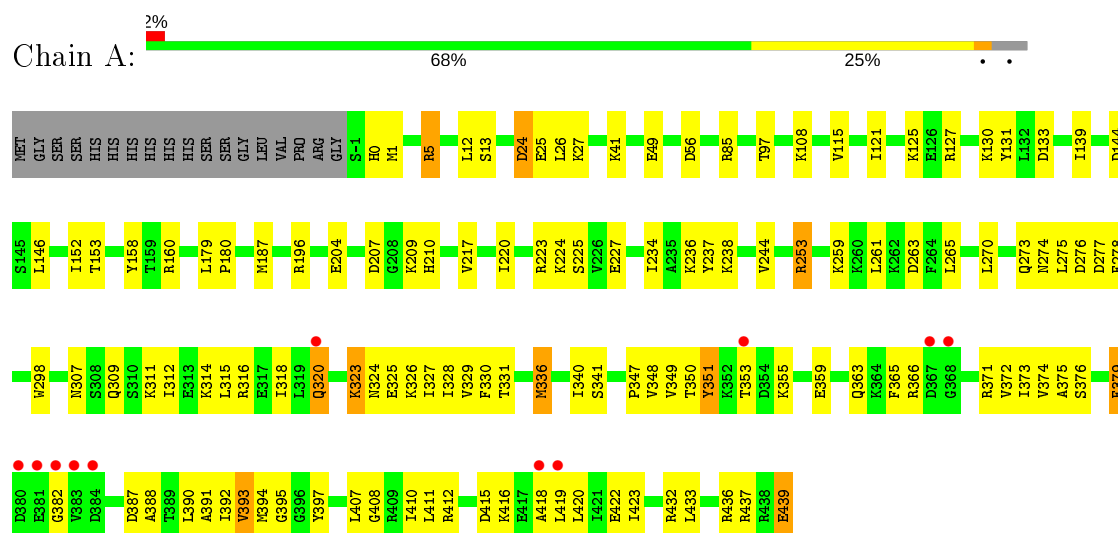 2%
Chain A:
68% 25% • •
MET GLY SER SER HIS HIS HIS HIS HIS HIS SER SER GLY LEU VAL PRO ARG GLY S-1 H0 M1 R5 L12 S13 D24 E25 L26 K27 K41 E49 D56 R85 T97 K108 V115 I121 K125 E126 R127 K130 Y131 L132 D133 I139
S145 L146 I152 T153 Y158 T159 R160 L179 P180 M187 R196 E204 D207 G208 K209 H210 V217 I220 R223 K224 S225 V226 E227 I234 A235 K236 Y237 K238 V244 R253 K259 K260 L261 K262 D263 F264 L265 L270 Q273 N274 L275 D276 D277
W298 N307 S308 Q309 S310 K311 I312 E313 K314 L315 R316 E317 I318 L319 Q320 K323 N324 E325 K326 I327 I328 V329 F330 T331 M336 I340 S341 P347 V348 V349 T350 Y351 K352 T353 D354 K355 E359 Q363 K364 F365 R366 D367 G368 R371 V372 I373 V374 A375 S376
D380 E381 G382 V383 D384 D387 A388 T389 L390 A391 I392 V393 M394 G395 G396 Y397 L407 G408 R409 I410 L411 R412 D415 K416 E417 A418 L419 L420 I421 E422 I423 R432 L433 R436 R437 R438 E439